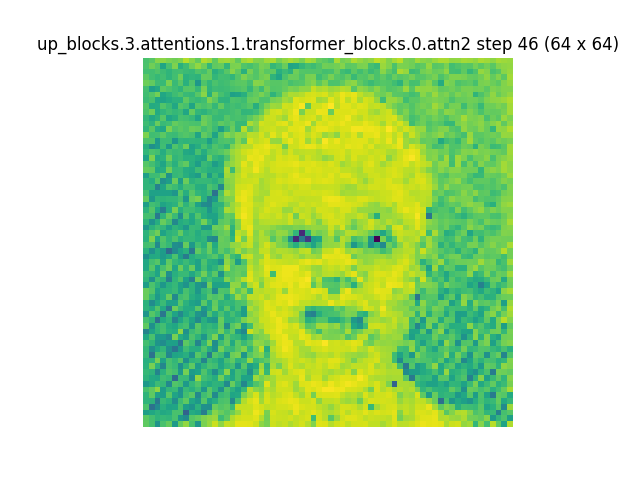 up_blocks.3.attentions.1.transformer_blocks.0.attn2 step 46 (64 x 64)